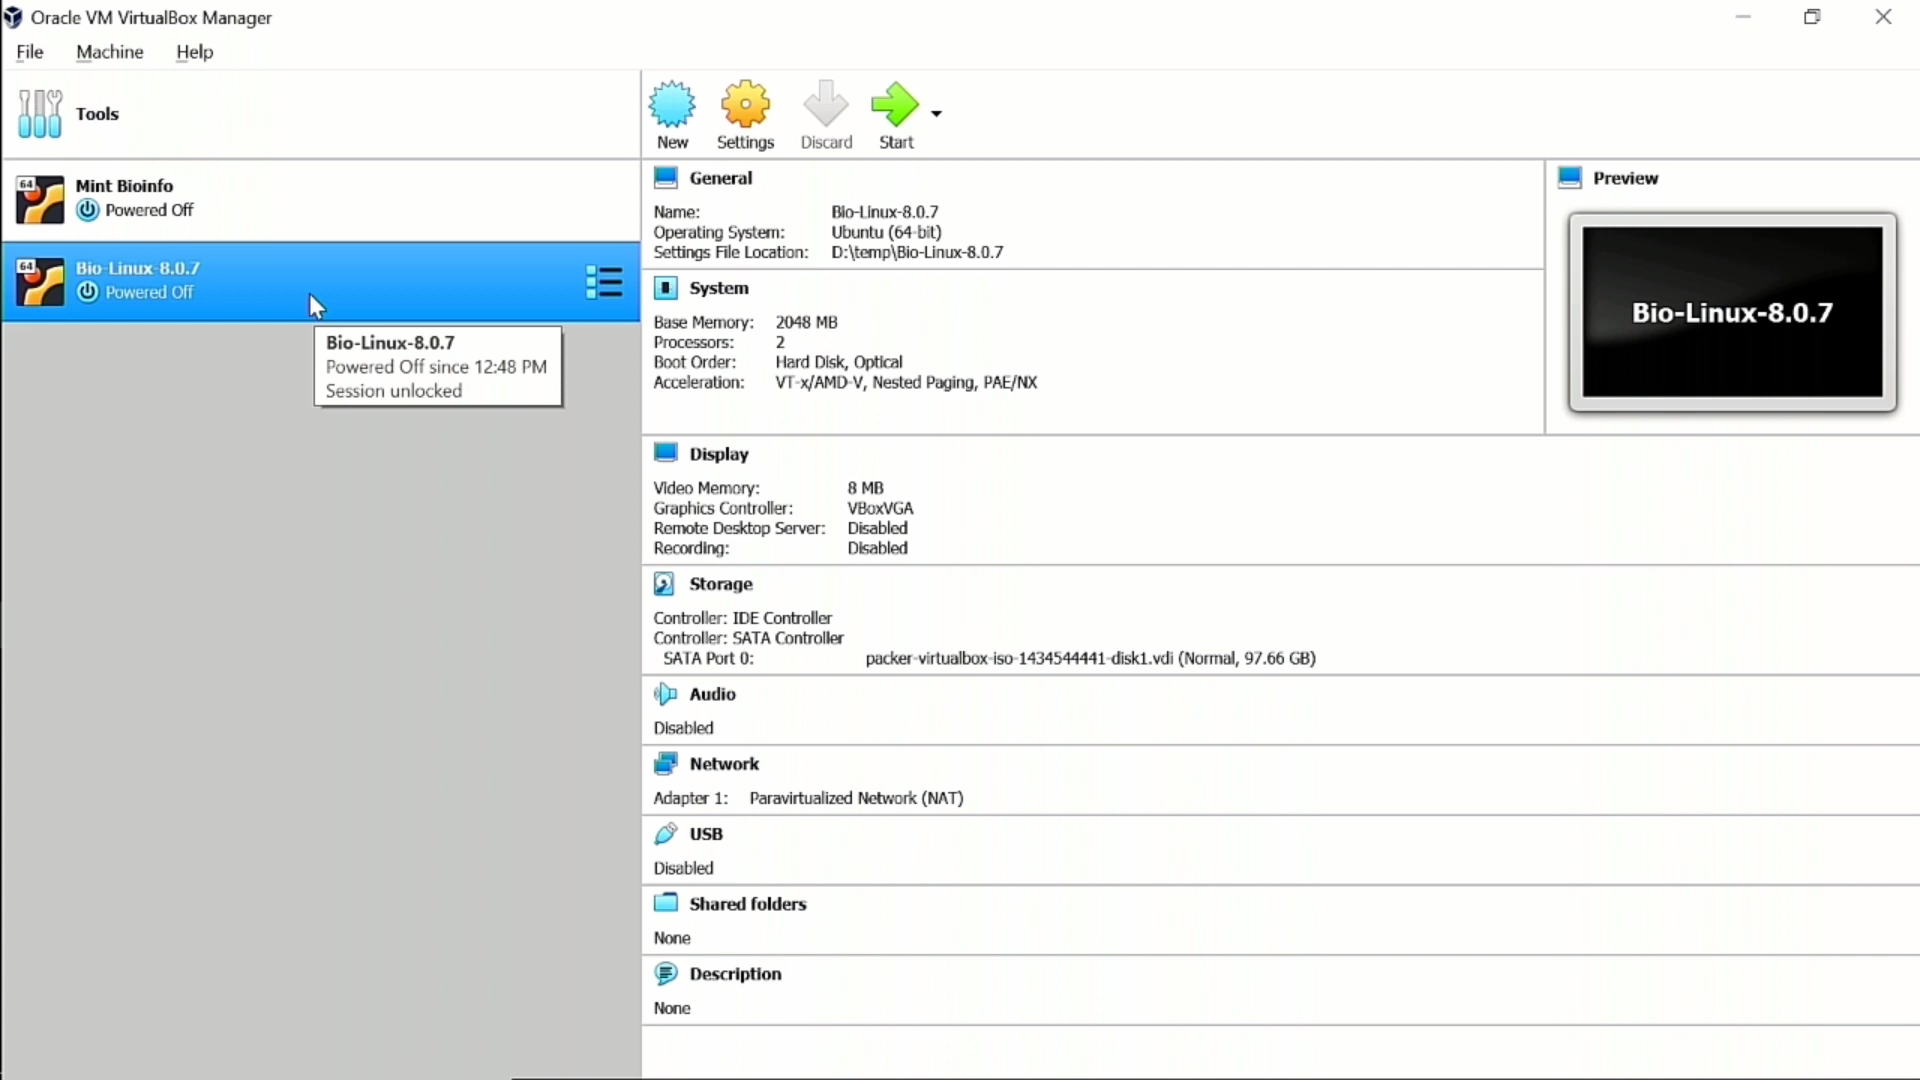 Oracle VM VirtualBox Manager
File Machine Help
Tools
New Settings Discard Start
64 Mint Bioinfo
Powered Off
64 Bio-Linux-8.0.7
Powered Off
Bio-Linux-8.0.7
Powered Off since 12:48 PM
Session unlocked
General
Name: Bio-Linux-8.0.7
Operating System: Ubuntu (64-bit)
Settings File Location: D:\temp\Bio-Linux-8.0.7
Preview
Bio-Linux-8.0.7
System
Base Memory: 2048 MB
Processors: 2
Boot Order: Hard Disk, Optical
Acceleration: VT-x/AMD-V, Nested Paging, PAE/NX
Display
Video Memory: 8 MB
Graphics Controller: VBoxVGA
Remote Desktop Server: Disabled
Recording: Disabled
Storage
Controller: IDE Controller
Controller: SATA Controller
SATA Port 0: packer-virtualbox-iso-1434544441-disk1.vdi (Normal, 97.66 GB)
Audio
Disabled
Network
Adapter 1: Paravirtualized Network (NAT)
USB
Disabled
Shared folders
None
Description
None